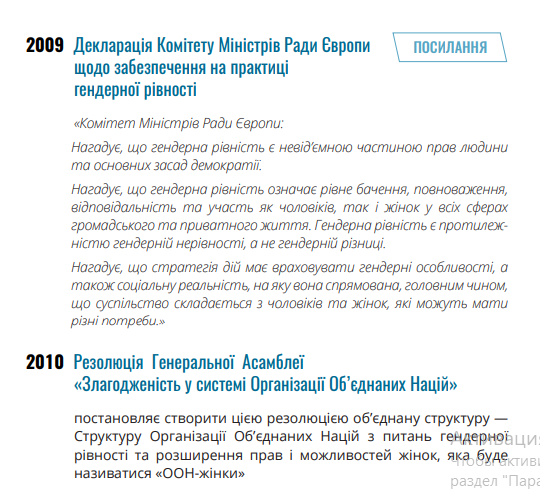 2009 Декларація Комітету Міністрів Ради Європи
щодо забезпечення на практиці
гендерної рівності
ПОСИЛАННЯ
«Комітет Міністрів Ради Європи:
Нагадує, що гендерна рівність є невід’ємною частиною прав людини
та основних засад демократії.
Нагадує, що гендерна рівність означає рівне бачення, повноваження,
відповідальність та участь як чоловіків, так і жінок у всіх сферах
громадського та приватного життя. Гендерна рівність є протилеж-
ністю гендерній нерівності, а не гендерній різниці.
Нагадує, що стратегія дій має враховувати гендерні особливості, а
також соціальну реальність, на яку вона спрямована, головним чином,
що суспільство складається з чоловіків та жінок, які можуть мати
різні потреби.»
2010 Резолюція Генеральної Асамблеї
«Злагодженість у системі Організації Об’єднаних Націй»
постановляє створити цією резолюцією об’єднану структуру —
Структуру Організації Об’єднаних Націй з питань гендерної
рівності та розширення прав і можливостей жінок, яка буде
називатися «ООН-жінки»
Активация
Чтобы актив
раздел "Пара